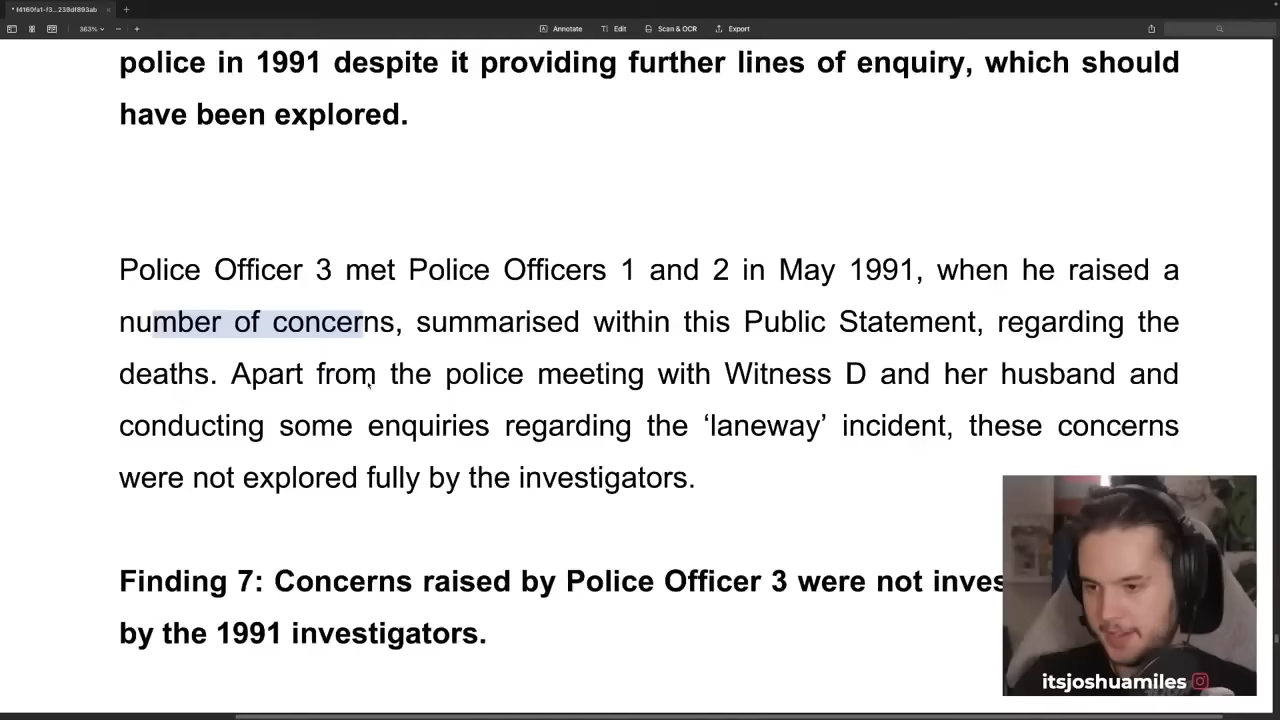 363%
Annotate
Edit
Scan & OCR
Export
police in 1991 despite it providing further lines of enquiry, which should
have been explored.
Police Officer 3 met Police Officers 1 and 2 in May 1991, when he raised a
number of concerns, summarised within this Public Statement, regarding the
deaths. Apart from the police meeting with Witness D and her husband and
conducting some enquiries regarding the ‘laneway’ incident, these concerns
were not explored fully by the investigators.
Finding 7: Concerns raised by Police Officer 3 were not inves
by the 1991 investigators.
itsjoshuamiles